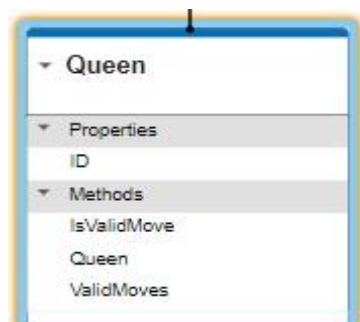 Queen
Properties
ID
Methods
IsValidMove
Queen
ValidMoves